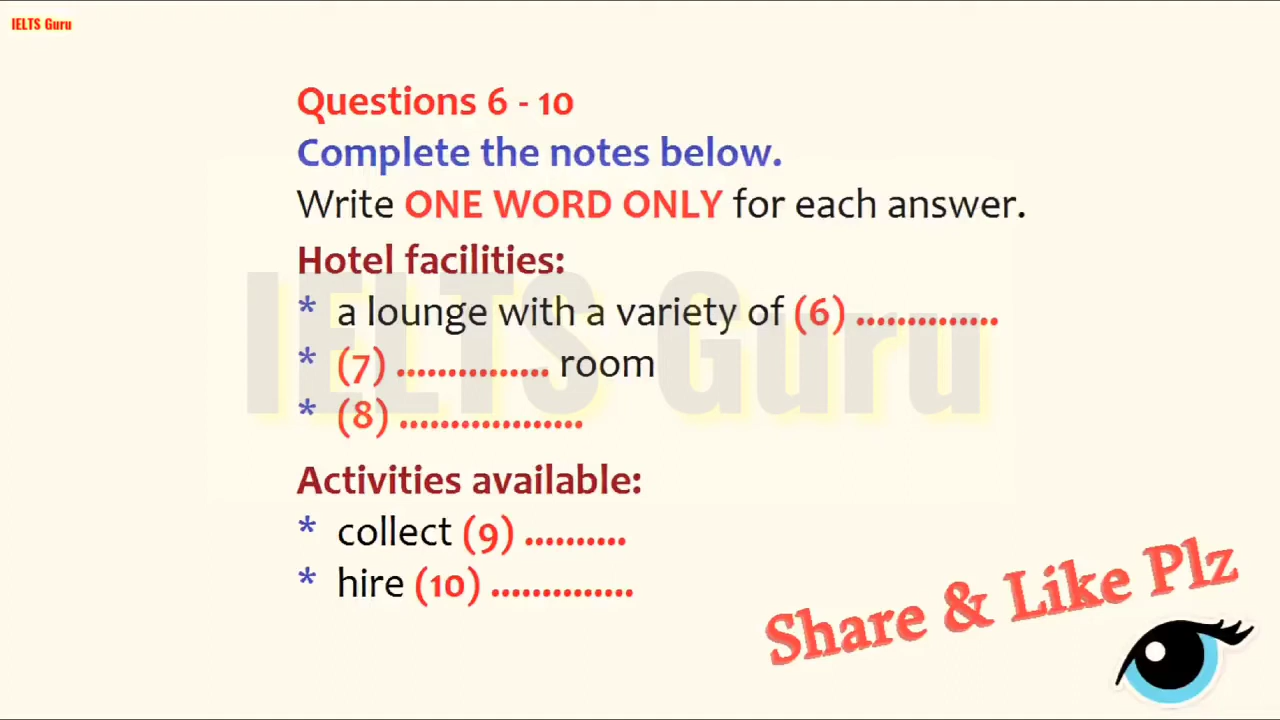 IELTS Guru
Questions 6 - 10
Complete the notes below.
Write ONE WORD ONLY for each answer.
Hotel facilities:
* a lounge with a variety of (6) ..............
* (7) ............... room
* (8) ..................
Activities available:
* collect (9) ..........
* hire (10) ..............
IELTS Guru
Share & Like Plz